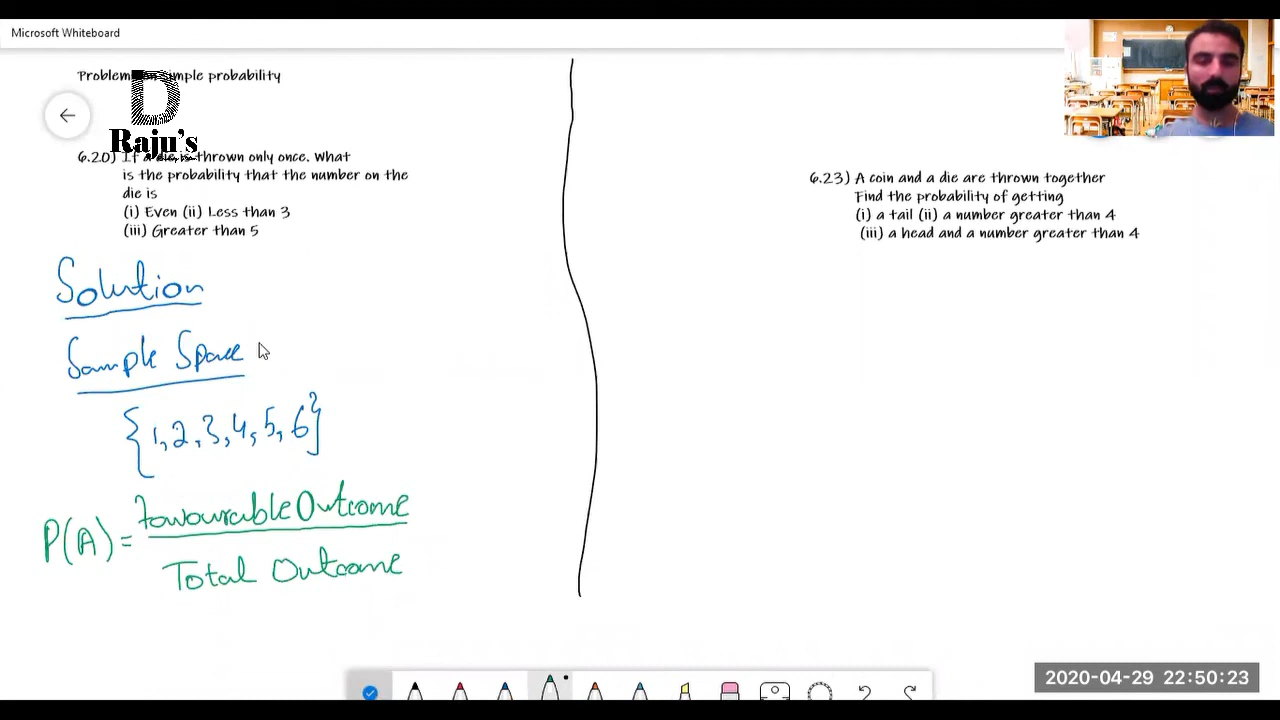 Microsoft Whiteboard
Problem simple probability
D
Raju's
6.20) If a die is thrown only once. What
is the probability that the number on the
die is
(i) Even (ii) Less than 3
(iii) Greater than 5
Solution
Sample Space
{1,2,3,4,5,6}
P(A) = Favourable Outcome
Total Outcome
6.23) A coin and a die are thrown together
Find the probability of getting
(i) a tail (ii) a number greater than 4
(iii) a head and a number greater than 4
2020-04-29 22:50:23